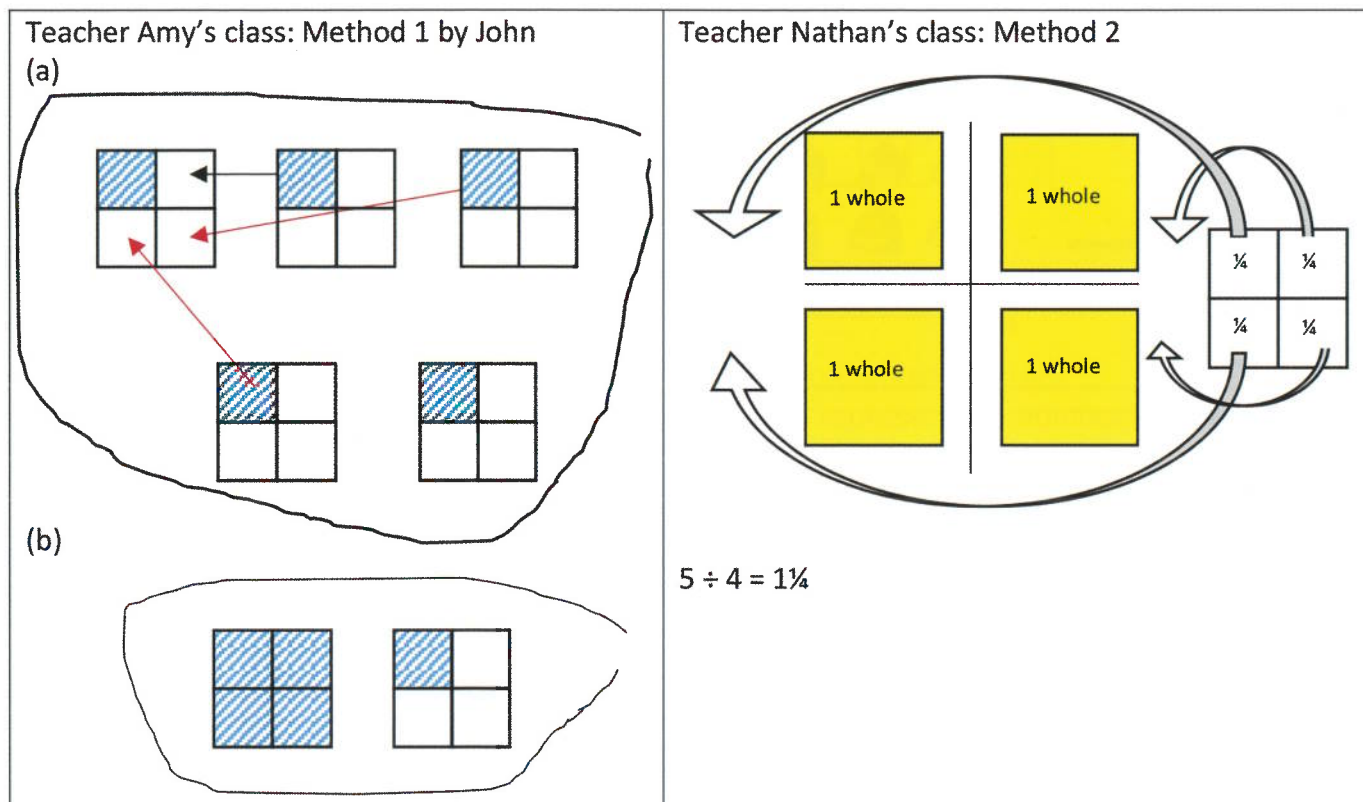 Teacher Amy's class: Method 1 by John
(a)
(b)
Teacher Nathan's class: Method 2
1 whole
1 whole
¼ ¼
¼ ¼
1 whole
1 whole
5 ÷ 4 = 1¼